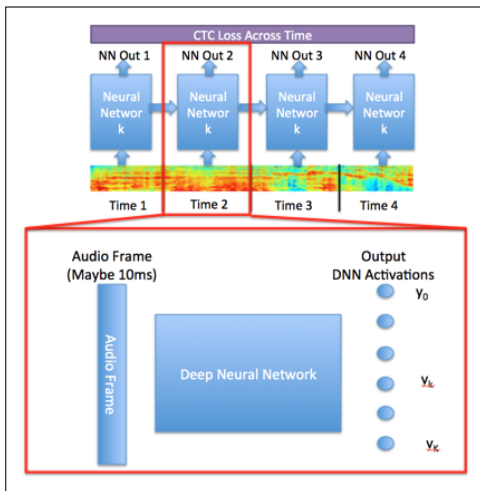 CTC Loss Across Time
NN Out 1 NN Out 2 NN Out 3 NN Out 4
Neural
Networ
k
Neural
Networ
k
Neural
Networ
k
Neural
Networ
k
Time 1 Time 2 Time 3 Time 4
Audio Frame
(Maybe 10ms)
Output
DNN Activations
Audio Frame
Deep Neural Network
y₀
yₖ
y_K